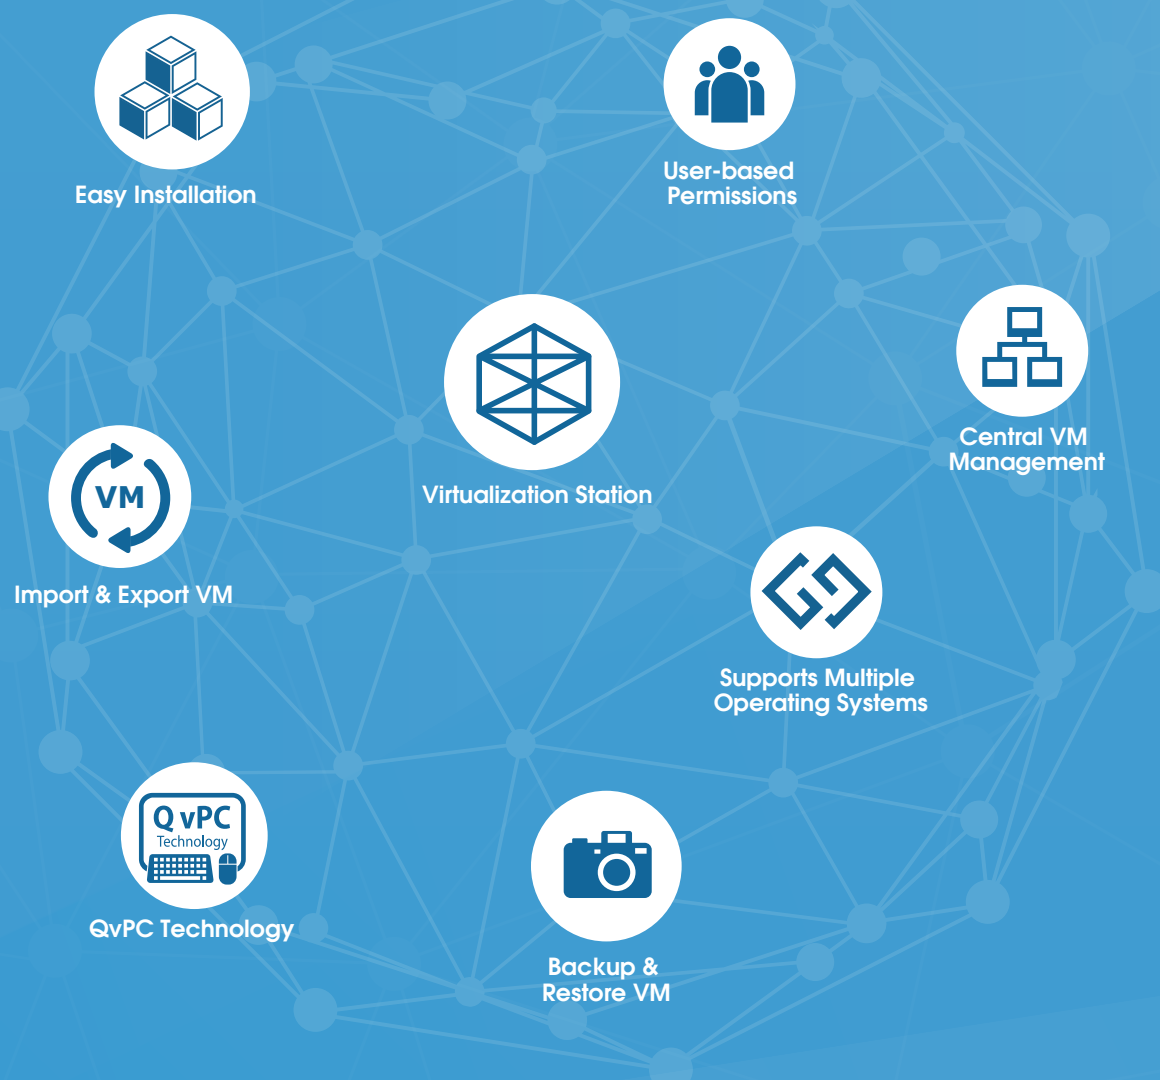 Easy Installation
User-based
Permissions
Central VM
Management
Virtualization Station
VM
Import & Export VM
Supports Multiple
Operating Systems
Q vPC
Technology
QvPC Technology
Backup &
Restore VM